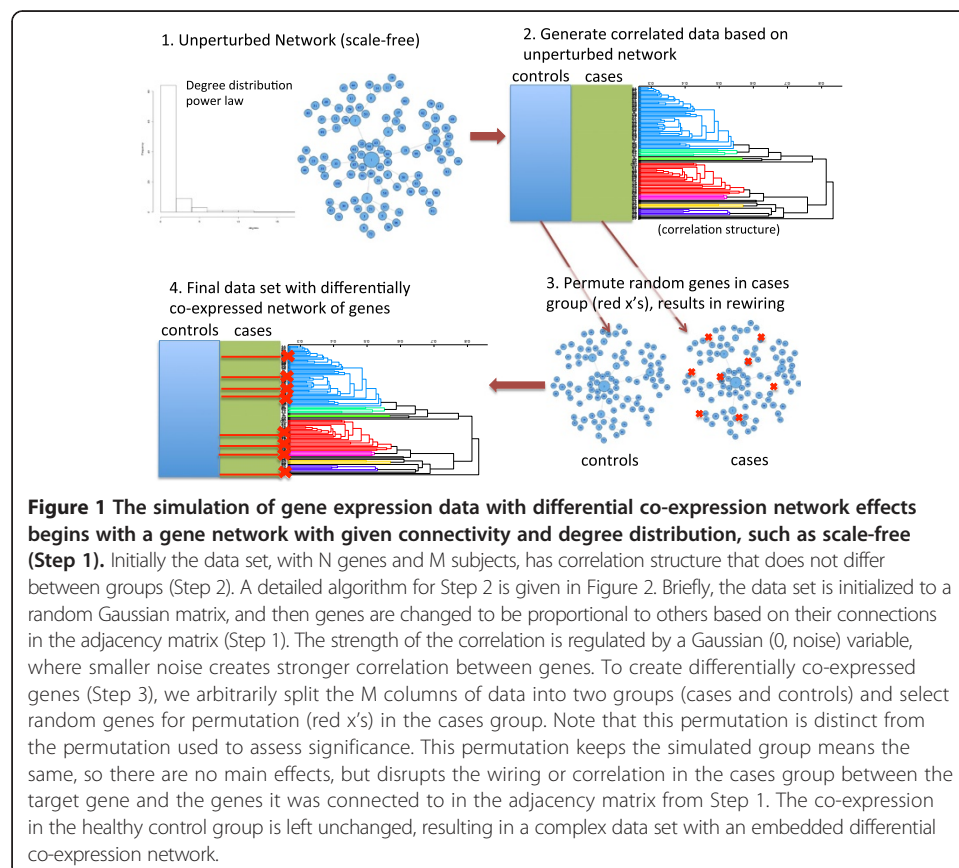 1. Unperturbed Network (scale-free)
Degree distribution
power law
2. Generate correlated data based on
unperturbed network
controls cases
(correlation structure)
3. Permute random genes in cases
group (red x's), results in rewiring
controls
cases
4. Final data set with differentially
co-expressed network of genes
controls cases
Figure 1 The simulation of gene expression data with differential co-expression network effects
begins with a gene network with given connectivity and degree distribution, such as scale-free
(Step 1). Initially the data set, with N genes and M subjects, has correlation structure that does not differ
between groups (Step 2). A detailed algorithm for Step 2 is given in Figure 2. Briefly, the data set is initialized to a
random Gaussian matrix, and then genes are changed to be proportional to others based on their connections
in the adjacency matrix (Step 1). The strength of the correlation is regulated by a Gaussian (0, noise) variable,
where smaller noise creates stronger correlation between genes. To create differentially co-expressed
genes (Step 3), we arbitrarily split the M columns of data into two groups (cases and controls) and select
random genes for permutation (red x's) in the cases group. Note that this permutation is distinct from
the permutation used to assess significance. This permutation keeps the simulated group means the
same, so there are no main effects, but disrupts the wiring or correlation in the cases group between the
target gene and the genes it was connected to in the adjacency matrix from Step 1. The co-expression
in the healthy control group is left unchanged, resulting in a complex data set with an embedded differential
co-expression network.